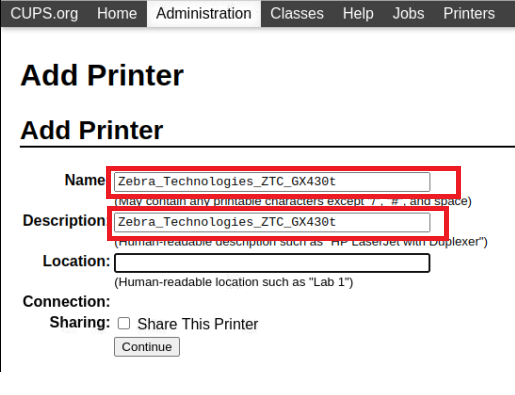 CUPS.org Home Administration Classes Help Jobs Printers
Add Printer
Add Printer
Name Zebra_Technologies_ZTC_GX430t
(May contain any printable characters except "/", "#", and space)
Description Zebra_Technologies_ZTC_GX430t
(Human-readable description such as "HP LaserJet with Duplexer")
Location:
(Human-readable location such as "Lab 1")
Connection:
Sharing: Share This Printer
Continue